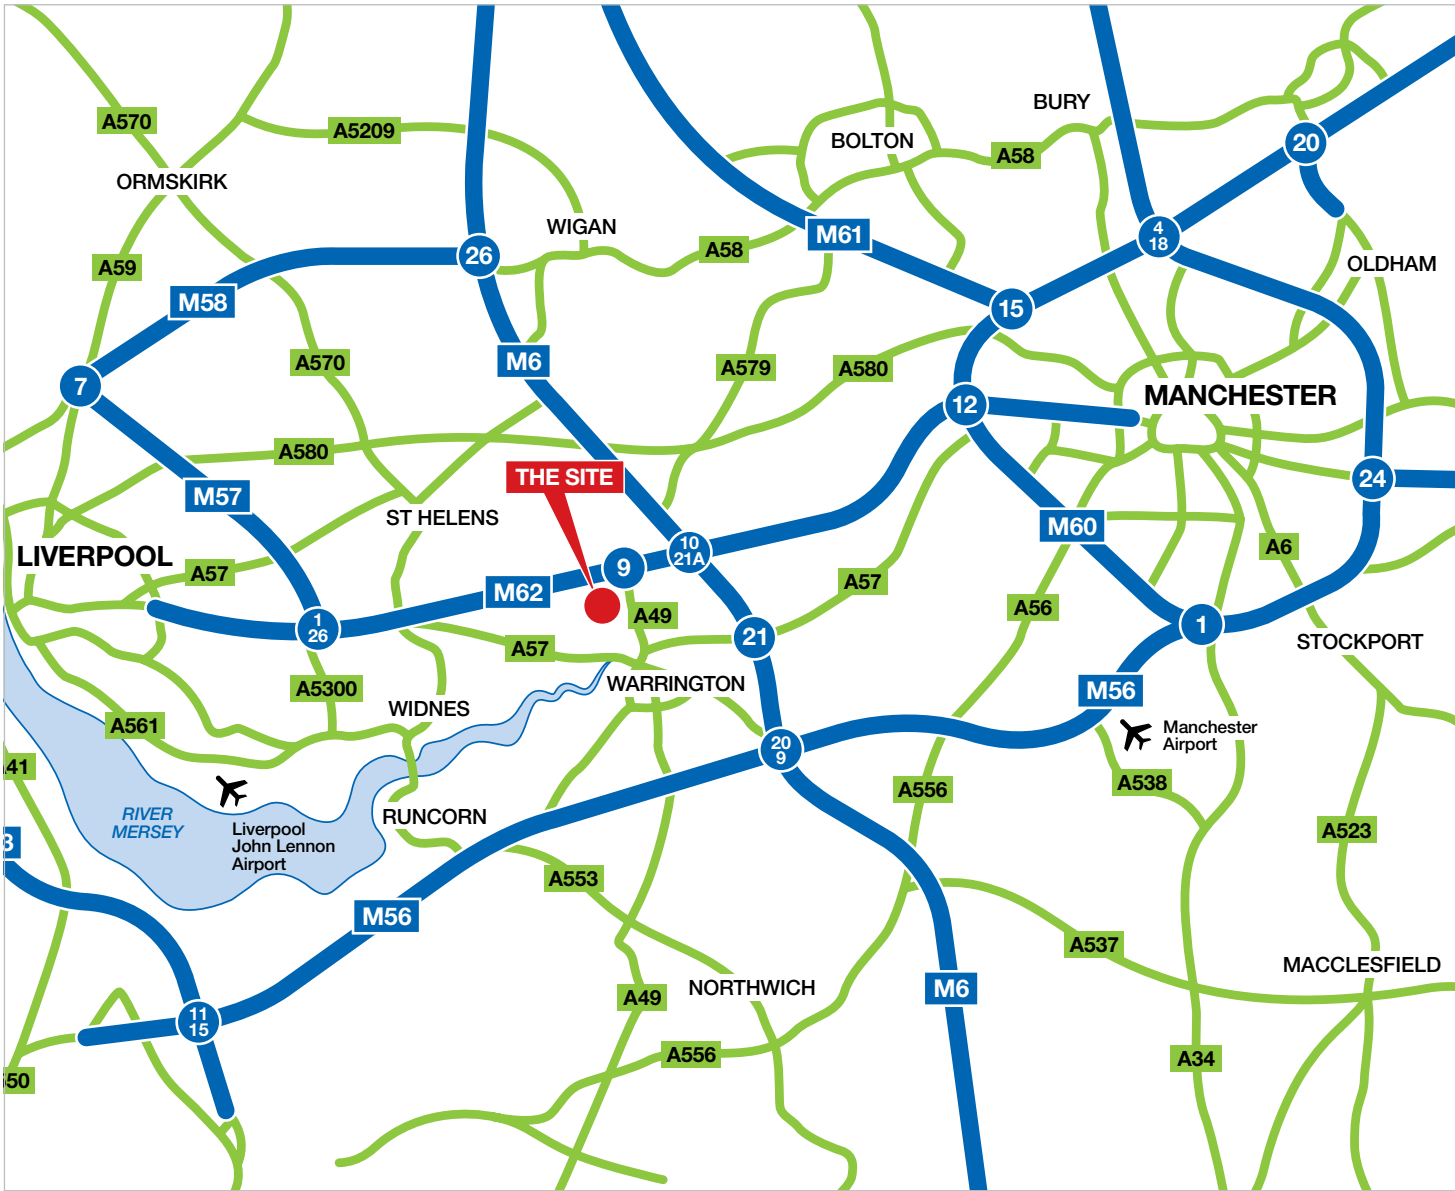 BURY
A570
A5209
BOLTON
A58
20
ORMSKIRK
WIGAN
M61
4
18
A58
26
A59
OLDHAM
M58
15
M6
A570
A579
A580
7
MANCHESTER
12
A580
THE SITE
24
M57
ST HELENS
M60
A6
LIVERPOOL
10
21A
9
A57
A57
M62
A49
A56
1
26
1
21
STOCKPORT
A57
A5300
WARRINGTON
M56
WIDNES
A561
Manchester
Airport
20
9
41
A538
A556
RIVER
MERSEY
RUNCORN
Liverpool
John Lennon
Airport
A523
3
A553
M56
A537
MACCLESFIELD
NORTHWICH
M6
A49
11
15
A556
A34
50